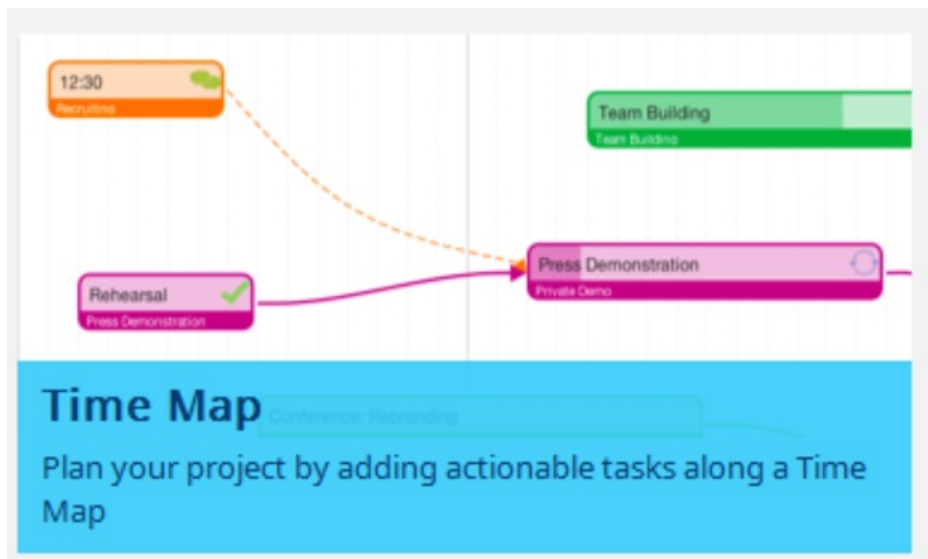 12:30
Recruiting
Team Building
Team Building
Press Demonstration
Private Demo
Rehearsal
Press Demonstration
Conference: Rebranding
Time Map
Plan your project by adding actionable tasks along a Time
Map